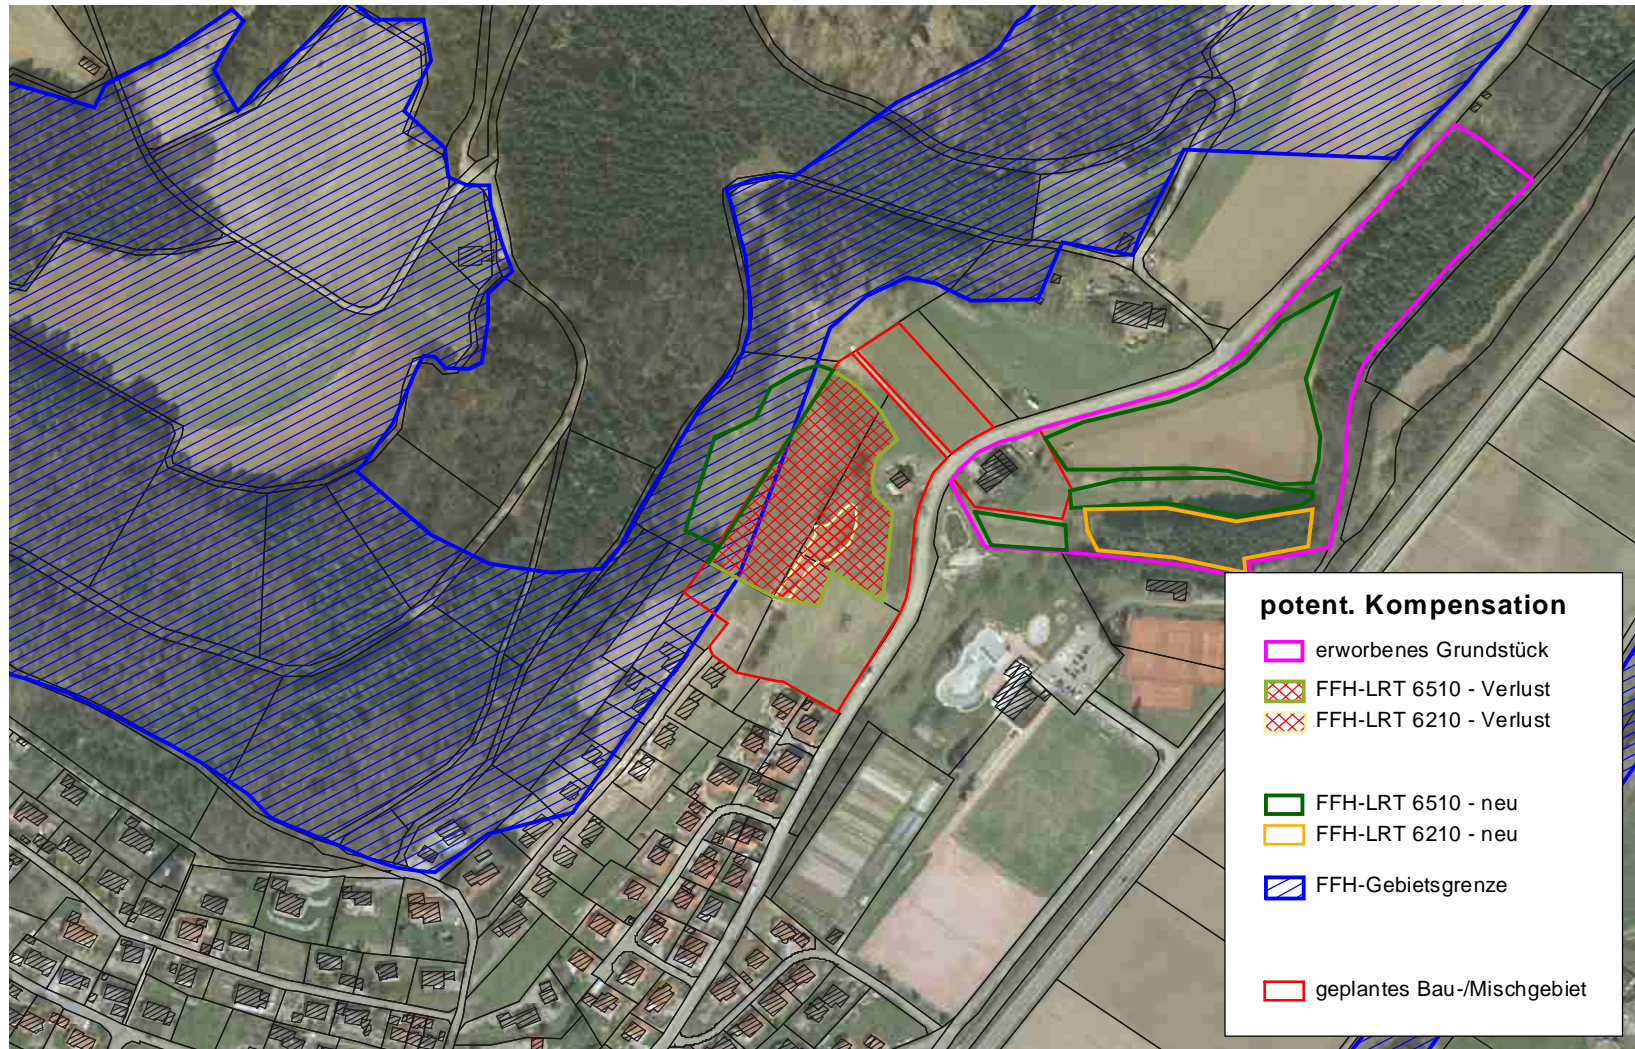 potent. Kompensation
erworbenes Grundstück
FFH-LRT 6510 - Verlust
FFH-LRT 6210 - Verlust
FFH-LRT 6510 - neu
FFH-LRT 6210 - neu
FFH-Gebietsgrenze
geplantes Bau-/Mischgebiet